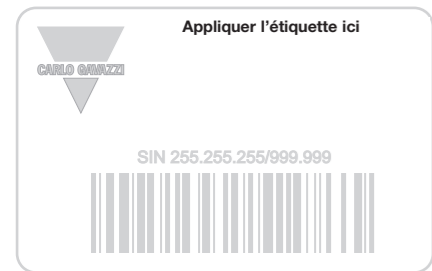 Appliquer l’étiquette ici
CARLO GAVAZZI
SIN 255.255.255/999.999